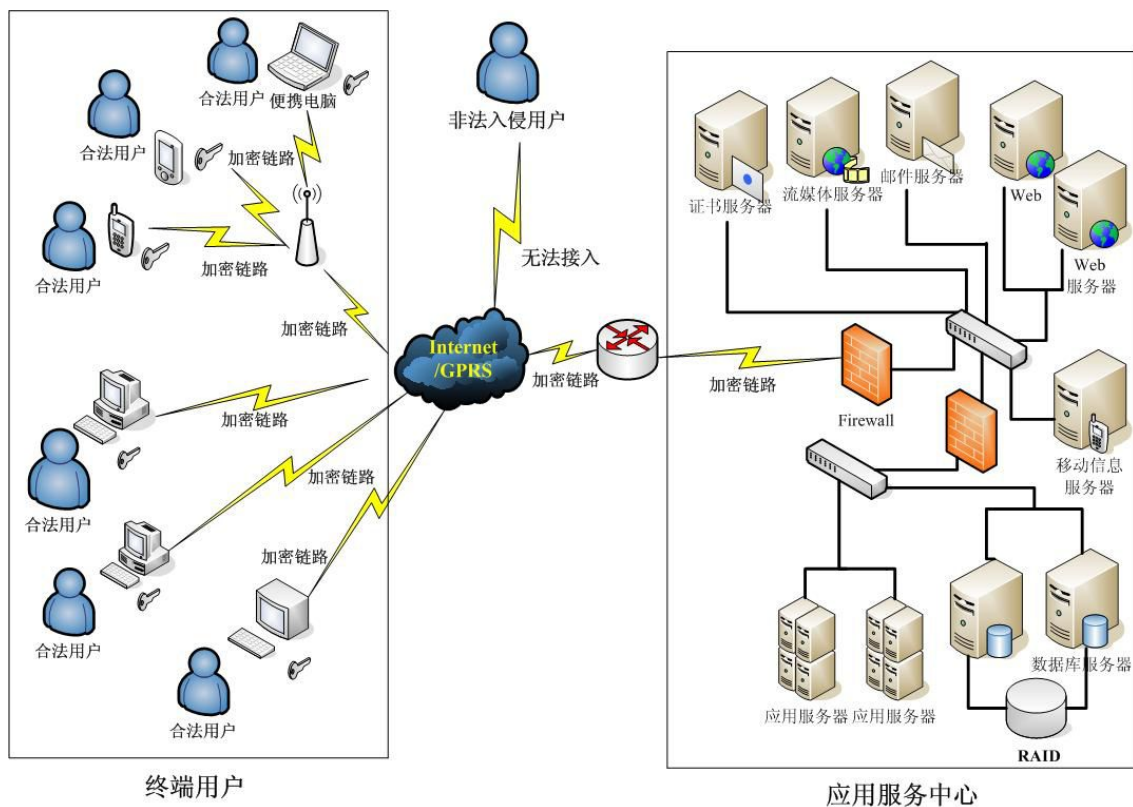 合法用户
便携电脑
合法用户
加密链路
合法用户
加密链路
加密链路
非法入侵用户
无法接入
Internet
/GPRS
加密链路
加密链路
加密链路
合法用户
加密链路
合法用户
加密链路
合法用户
终端用户
证书服务器
流媒体服务器
邮件服务器
Web
Web
服务器
Firewall
移动信息
服务器
应用服务器
应用服务器
数据库服务器
RAID
应用服务中心